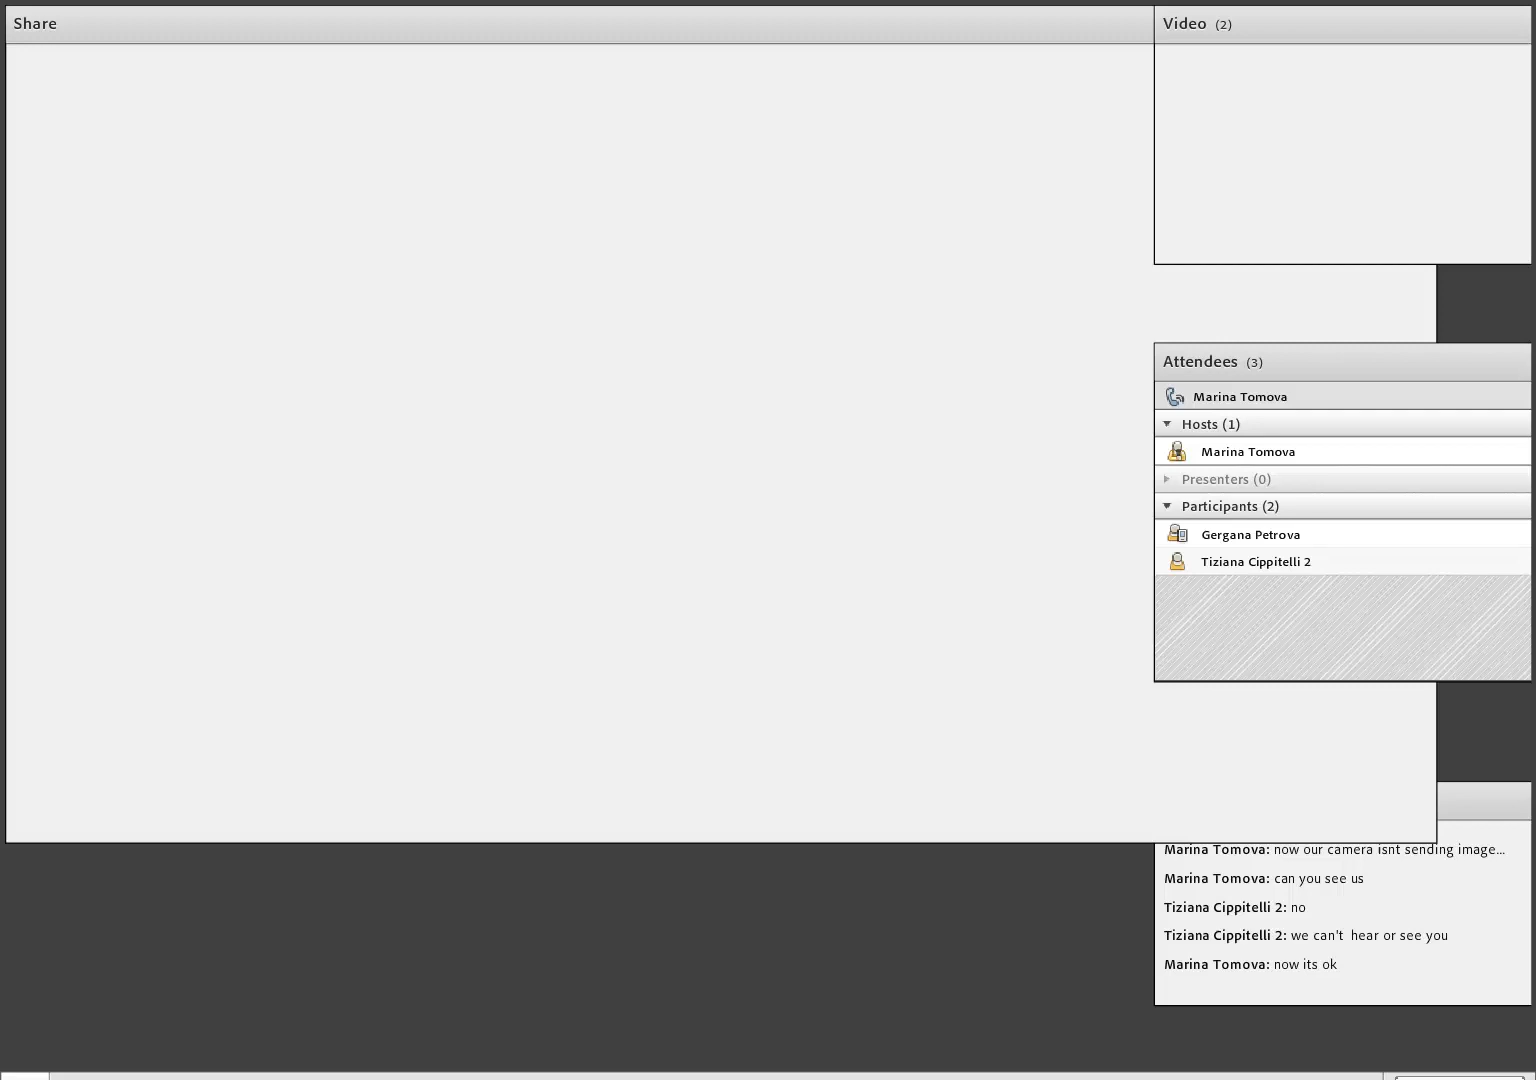 Share
Video (2)
Attendees (3)
Marina Tomova
Hosts (1)
Marina Tomova
Presenters (0)
Participants (2)
Gergana Petrova
Tiziana Cippitelli 2
Marina Tomova: now our camera isnt sending image...
Marina Tomova: can you see us
Tiziana Cippitelli 2: no
Tiziana Cippitelli 2: we can't hear or see you
Marina Tomova: now its ok